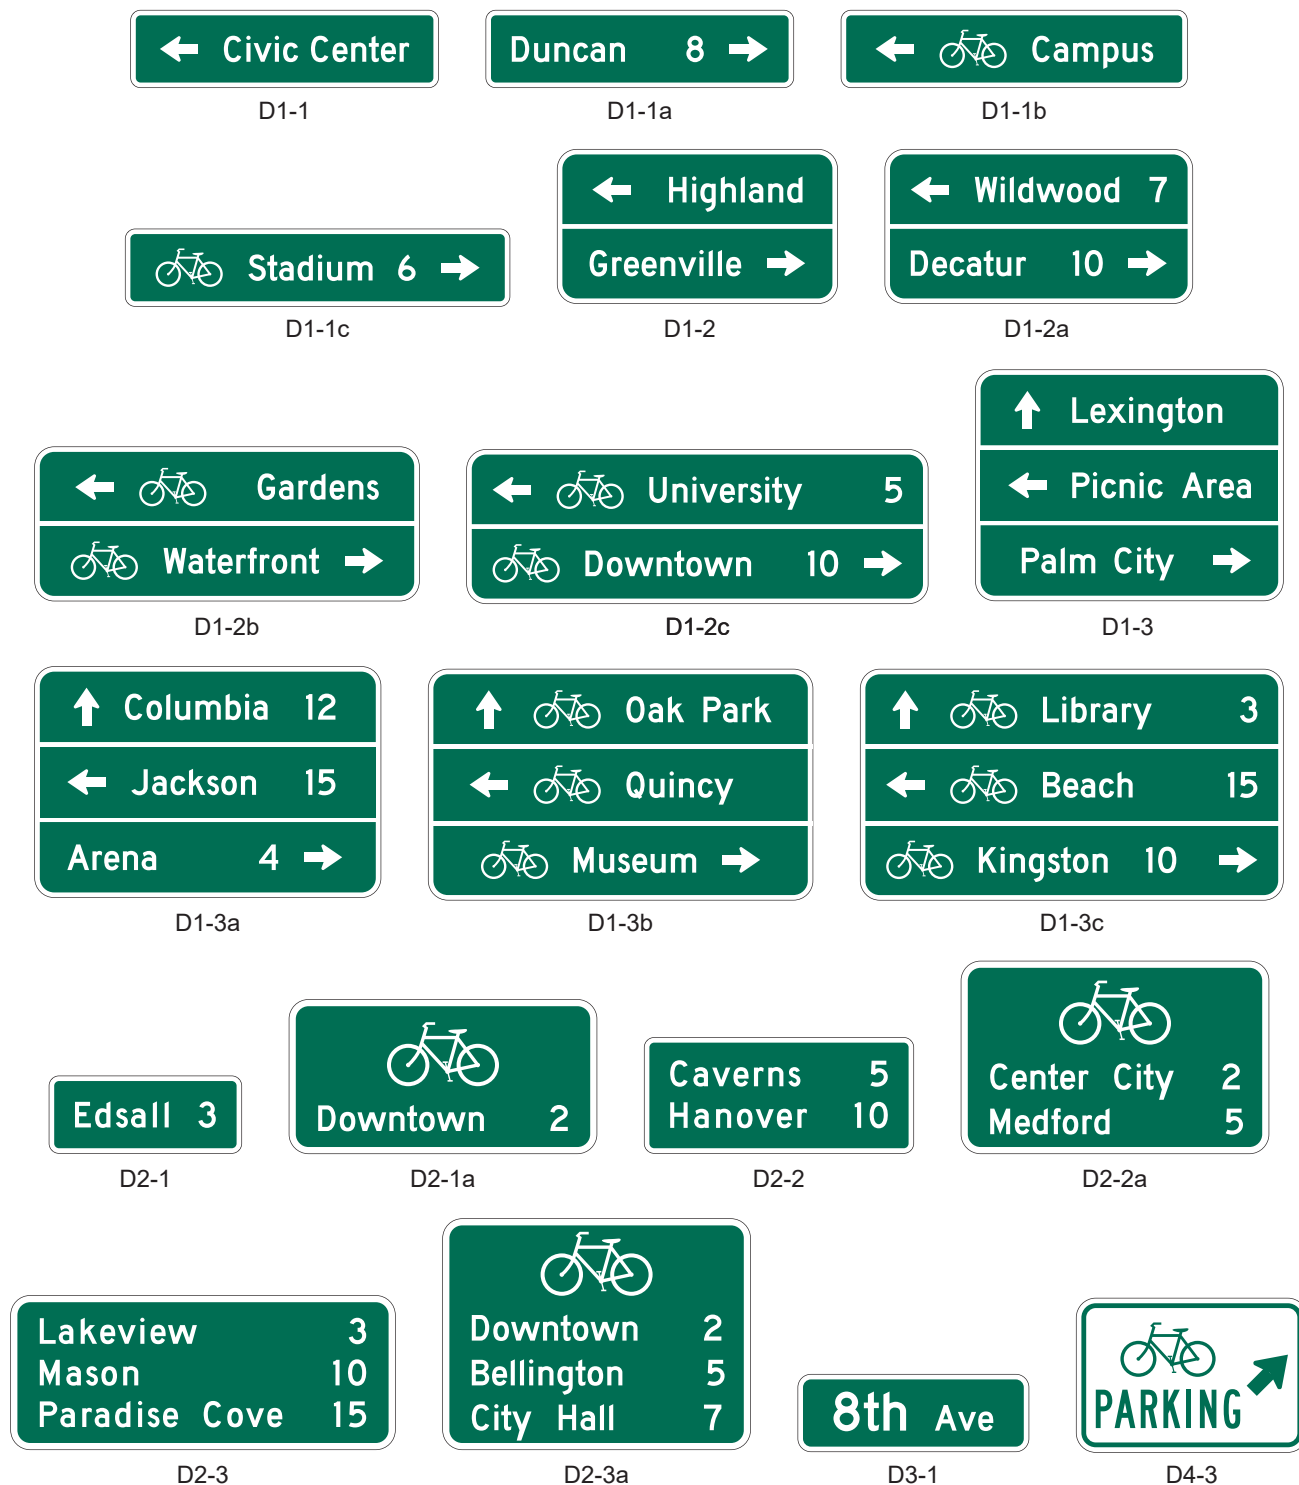 Civic Center
D1-1
Duncan 8
D1-1a
Campus
D1-1b
Stadium 6
D1-1c
Highland
Greenville
D1-2
Wildwood 7
Decatur 10
D1-2a
Gardens
Waterfront
D1-2b
University 5
Downtown 10
D1-2c
Lexington
Picnic Area
Palm City
D1-3
Columbia 12
Jackson 15
Arena 4
D1-3a
Oak Park
Quincy
Museum
D1-3b
Library 3
Beach 15
Kingston 10
D1-3c
Edsall 3
D2-1
Downtown 2
D2-1a
Caverns 5
Hanover 10
D2-2
Center City 2
Medford 5
D2-2a
Lakeview 3
Mason 10
Paradise Cove 15
D2-3
Downtown 2
Bellington 5
City Hall 7
D2-3a
8th Ave
D3-1
PARKING
D4-3